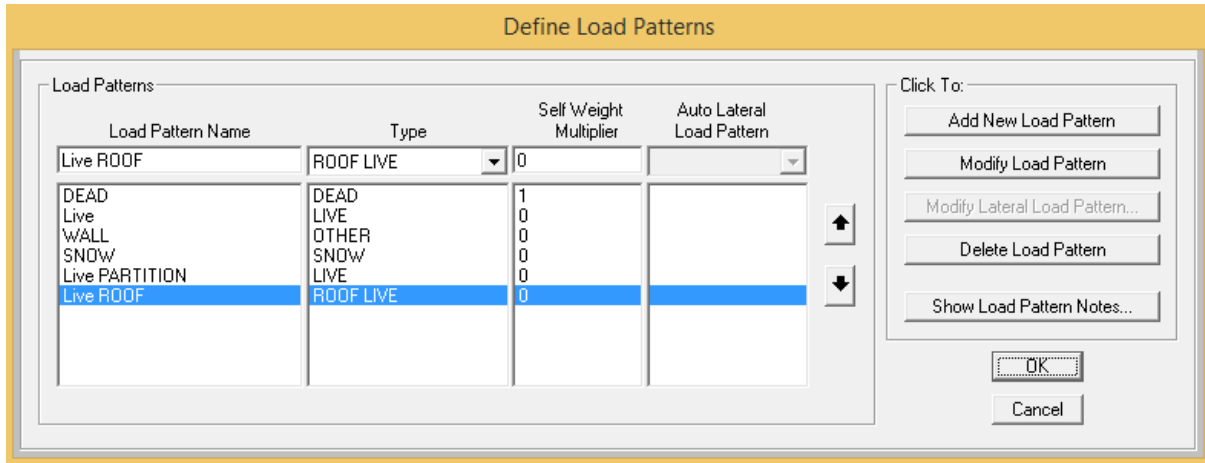 Define Load Patterns
Load Patterns
Load Pattern Name Type Self Weight Multiplier Auto Lateral Load Pattern
Live ROOF ROOF LIVE 0
DEAD DEAD 1
Live LIVE 0
WALL OTHER 0
SNOW SNOW 0
Live PARTITION LIVE 0
Live ROOF ROOF LIVE 0
Click To:
Add New Load Pattern
Modify Load Pattern
Modify Lateral Load Pattern...
Delete Load Pattern
Show Load Pattern Notes...
OK
Cancel